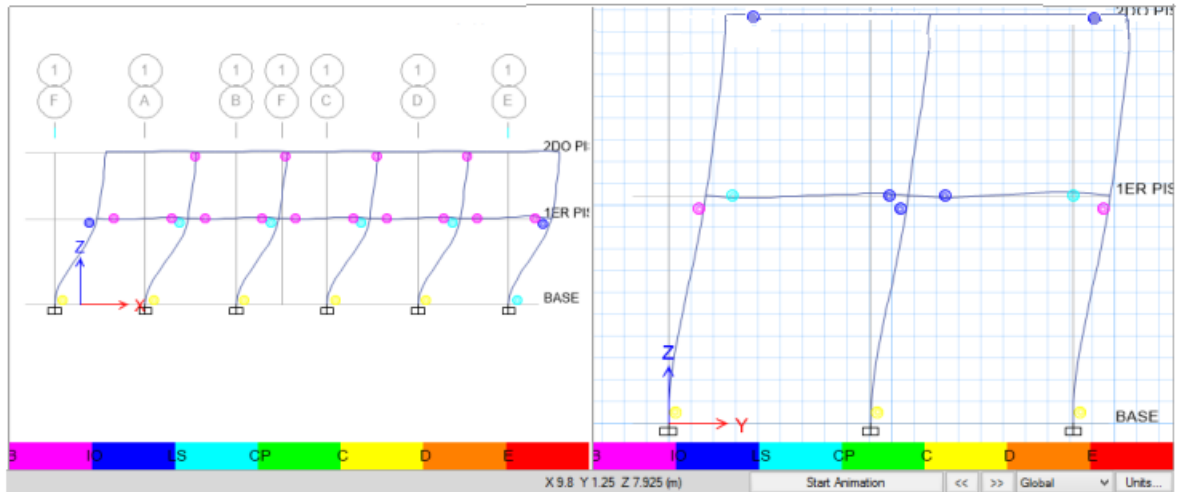 1 1 1 1 1 1 1
F A B F C D E
2DO PI
1ER PIS
Z
X
BASE
B IO LS CP C D E
2DO PIS
1ER PIS
Z
Y
BASE
B IO LS CP C D E
X 9.8 Y 1.25 Z 7.925 (m)
Start Animation << >> Global Units...